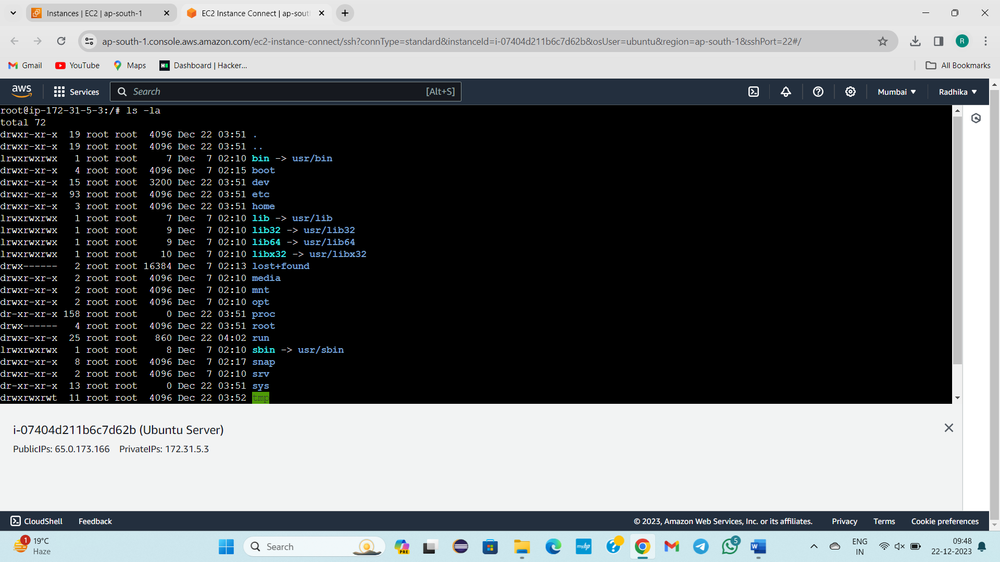 Instances | EC2 | ap-south-1
EC2 Instance Connect | ap-sout
ap-south-1.console.aws.amazon.com/ec2-instance-connect/ssh?connType=standard&instanceId=i-07404d211b6c7d62b&osUser=ubuntu&region=ap-south-1&sshPort=22#/
R
Gmail
YouTube
Maps
Dashboard | Hacker...
All Bookmarks
aws
Services
Search
[Alt+S]
Mumbai
Radhika
root@ip-172-31-5-3:/# ls -la
total 72
drwxr-xr-x  19 root root  4096 Dec 22 03:51 .
drwxr-xr-x  19 root root  4096 Dec 22 03:51 ..
lrwxrwxrwx   1 root root     7 Dec  7 02:10 bin -> usr/bin
drwxr-xr-x   4 root root  4096 Dec  7 02:15 boot
drwxr-xr-x  15 root root  3200 Dec 22 03:51 dev
drwxr-xr-x  93 root root  4096 Dec 22 03:51 etc
drwxr-xr-x   3 root root  4096 Dec 22 03:51 home
lrwxrwxrwx   1 root root     7 Dec  7 02:10 lib -> usr/lib
lrwxrwxrwx   1 root root     9 Dec  7 02:10 lib32 -> usr/lib32
lrwxrwxrwx   1 root root     9 Dec  7 02:10 lib64 -> usr/lib64
lrwxrwxrwx   1 root root    10 Dec  7 02:10 libx32 -> usr/libx32
drwx------   2 root root 16384 Dec  7 02:13 lost+found
drwxr-xr-x   2 root root  4096 Dec  7 02:10 media
drwxr-xr-x   2 root root  4096 Dec  7 02:10 mnt
drwxr-xr-x   2 root root  4096 Dec  7 02:10 opt
dr-xr-xr-x 158 root root     0 Dec 22 03:51 proc
drwx------   4 root root  4096 Dec 22 03:51 root
drwxr-xr-x  25 root root   860 Dec 22 04:02 run
lrwxrwxrwx   1 root root     8 Dec  7 02:10 sbin -> usr/sbin
drwxr-xr-x   8 root root  4096 Dec  7 02:17 snap
drwxr-xr-x   2 root root  4096 Dec  7 02:10 srv
dr-xr-xr-x  13 root root     0 Dec 22 03:51 sys
drwxrwxrwt  11 root root  4096 Dec 22 03:52 tmp
i-07404d211b6c7d62b (Ubuntu Server)
PublicIPs: 65.0.173.166    PrivateIPs: 172.31.5.3
CloudShell
Feedback
© 2023, Amazon Web Services, Inc. or its affiliates.
Privacy
Terms
Cookie preferences
1
19°C
Haze
Search
PRE
myhp
5
ENG
IN
09:48
22-12-2023